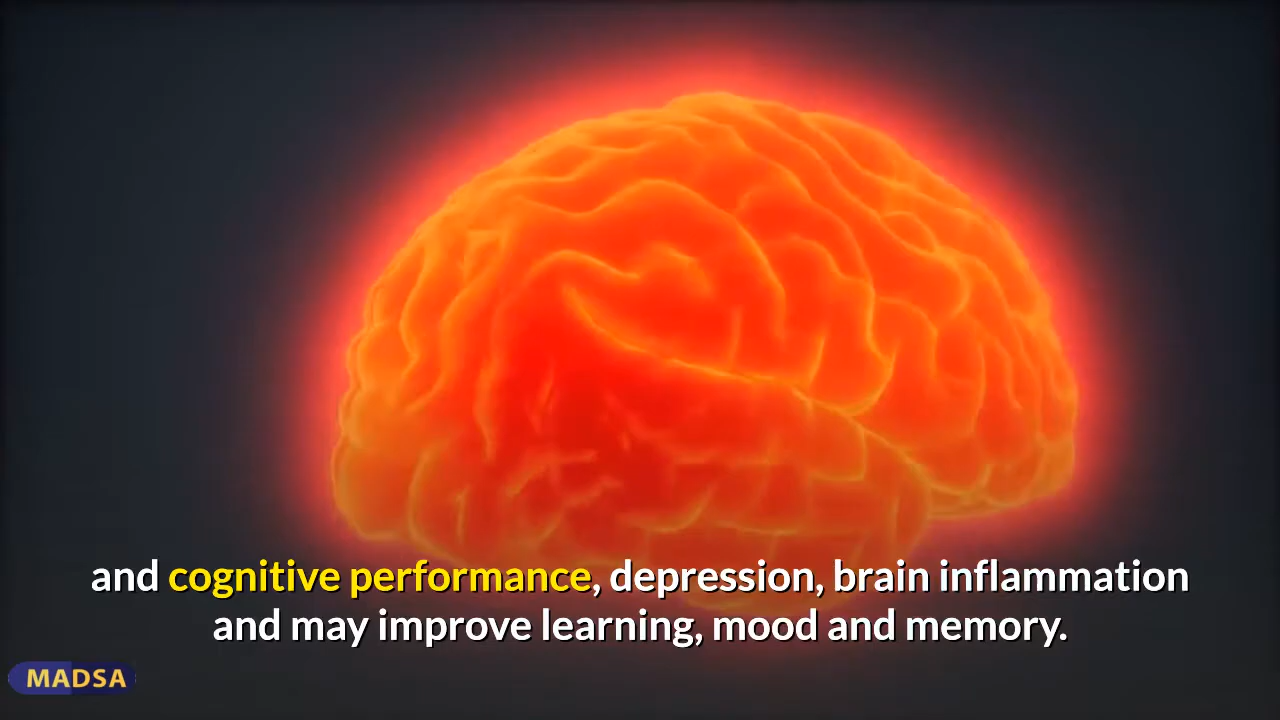 and cognitive performance, depression, brain inflammation
and may improve learning, mood and memory.
MADSA